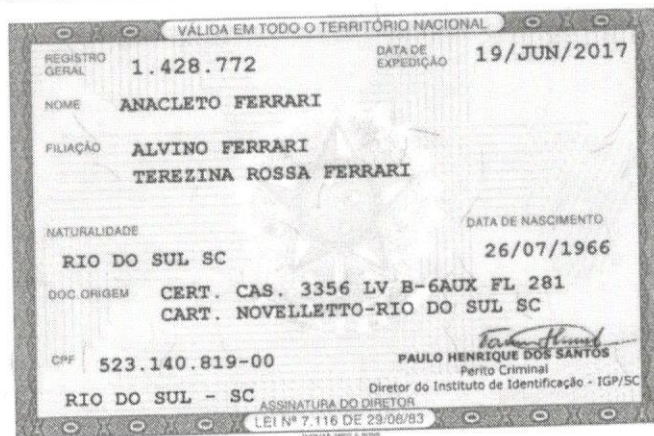 VÁLIDA EM TODO O TERRITÓRIO NACIONAL
REGISTRO GERAL 1.428.772 DATA DE EXPEDIÇÃO 19/JUN/2017
NOME ANACLETO FERRARI
FILIAÇÃO ALVINO FERRARI
TEREZINA ROSSA FERRARI
NATURALIDADE DATA DE NASCIMENTO
RIO DO SUL SC 26/07/1966
DOC.ORIGEM CERT. CAS. 3356 LV B-6AUX FL 281
CART. NOVELLETTO-RIO DO SUL SC
CPF 523.140.819-00
PAULO HENRIQUE DOS SANTOS
Perito Criminal
Diretor do Instituto de Identificação - IGP/SC
RIO DO SUL - SC
ASSINATURA DO DIRETOR
LEI Nº 7.116 DE 29/08/83